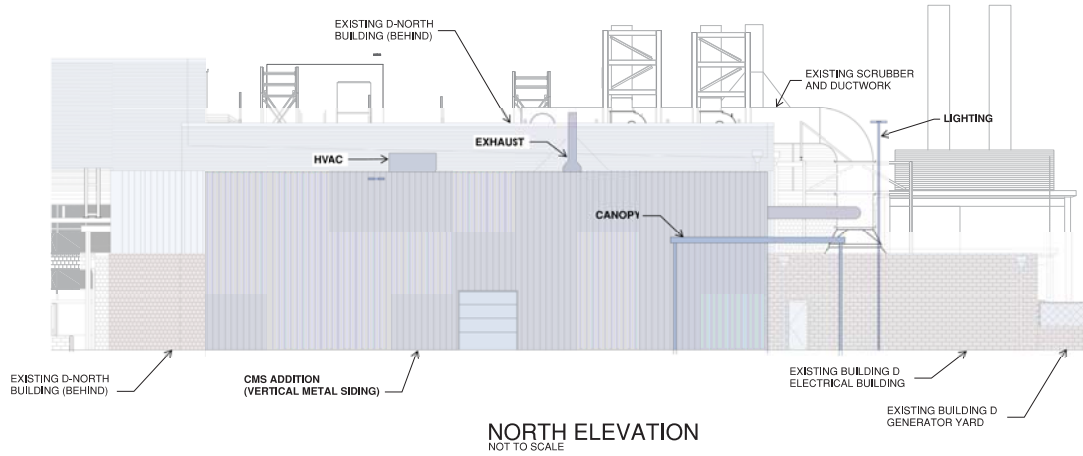 EXISTING D-NORTH
BUILDING (BEHIND)
EXISTING SCRUBBER
AND DUCTWORK
LIGHTING
EXHAUST
HVAC
CANOPY
EXISTING D-NORTH
BUILDING (BEHIND)
CMS ADDITION
(VERTICAL METAL SIDING)
EXISTING BUILDING D
ELECTRICAL BUILDING
EXISTING BUILDING D
GENERATOR YARD
NORTH ELEVATION
NOT TO SCALE